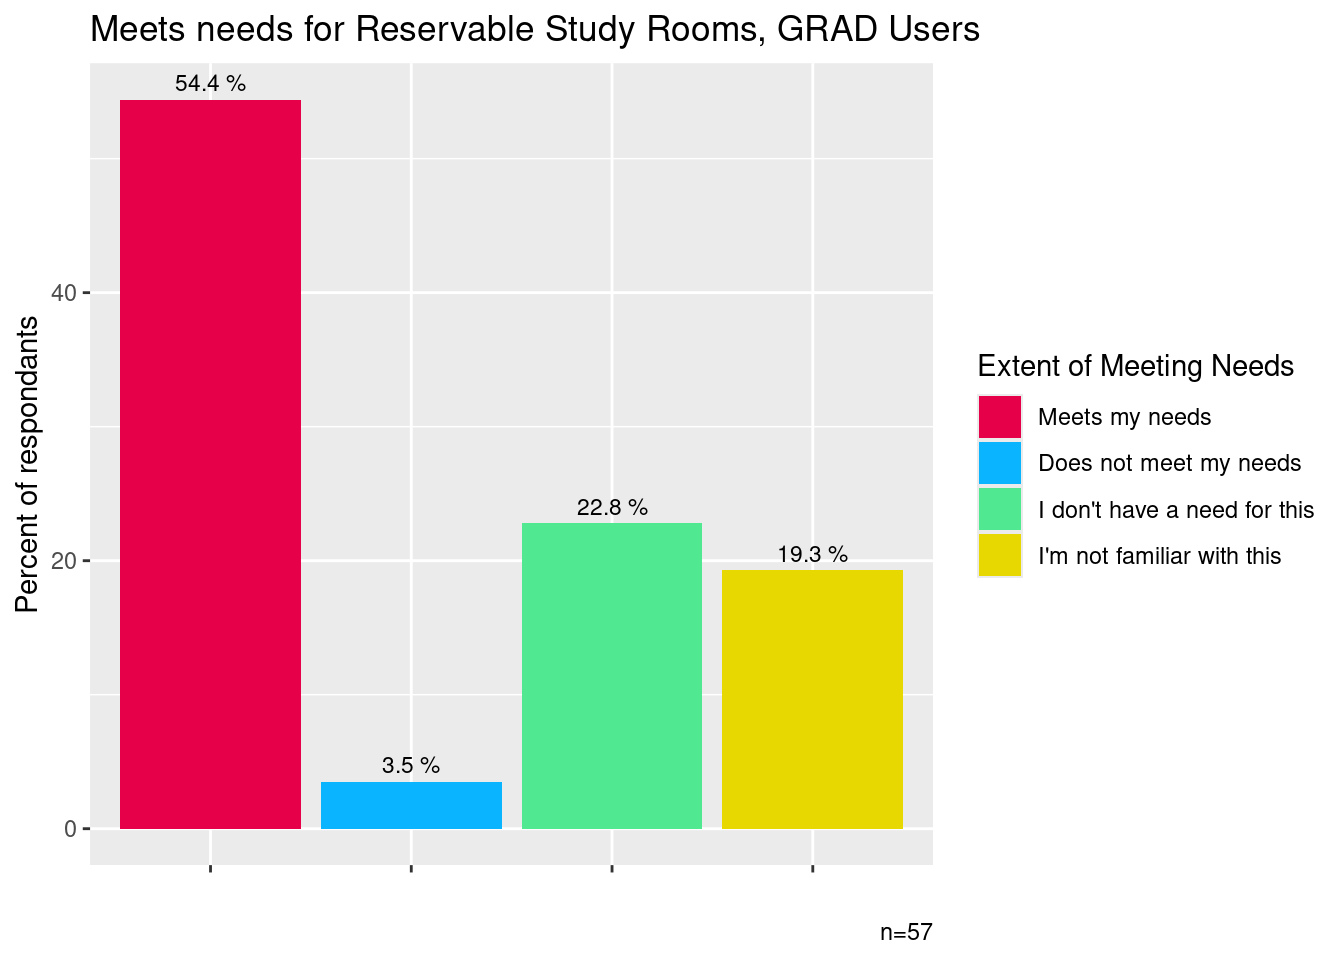 Meets needs for Reservable Study Rooms, GRAD Users
54.4 %
3.5 %
22.8 %
19.3 %
40
20
0
Percent of respondants
Extent of Meeting Needs
Meets my needs
Does not meet my needs
I don't have a need for this
I'm not familiar with this
n=57